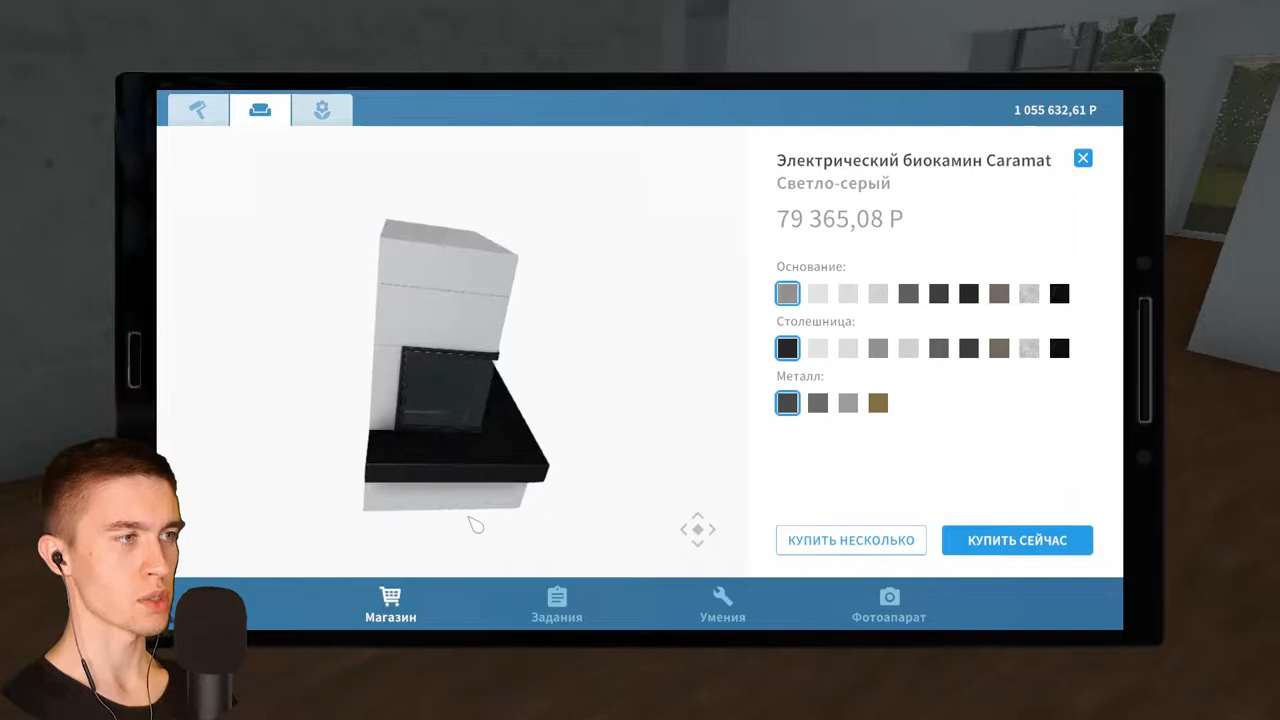 1 055 632,61 Р
Электрический биокамин Caramat
Светло-серый
79 365,08 Р
Основание:
Столешница:
Металл:
КУПИТЬ НЕСКОЛЬКО
КУПИТЬ СЕЙЧАС
Магазин
Задания
Умения
Фотоаппарат